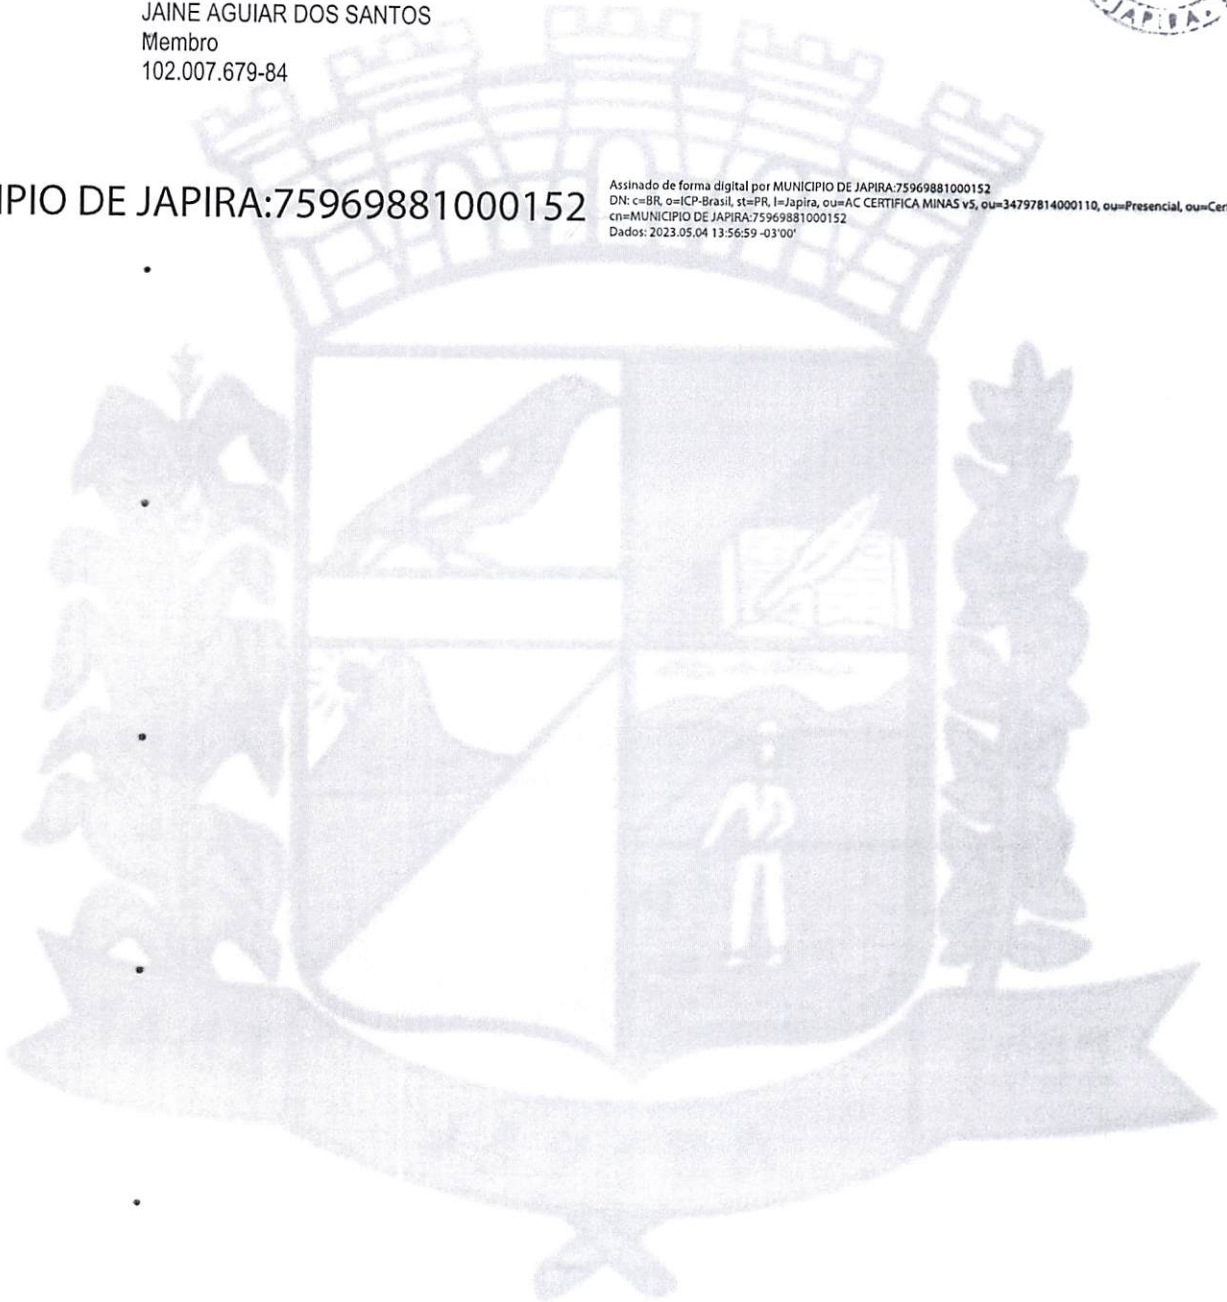 JAINE AGUIAR DOS SANTOS
Membro
102.007.679-84
JAPIRA
IPIO DE JAPIRA:75969881000152
Assinado de forma digital por MUNICIPIO DE JAPIRA:75969881000152
DN: c=BR, o=ICP-Brasil, st=PR, l=Japira, ou=AC CERTIFICA MINAS v5, ou=34797814000110, ou=Presencial, ou=Cer
cn=MUNICIPIO DE JAPIRA:75969881000152
Dados: 2023.05.04 13:56:59 -03'00'